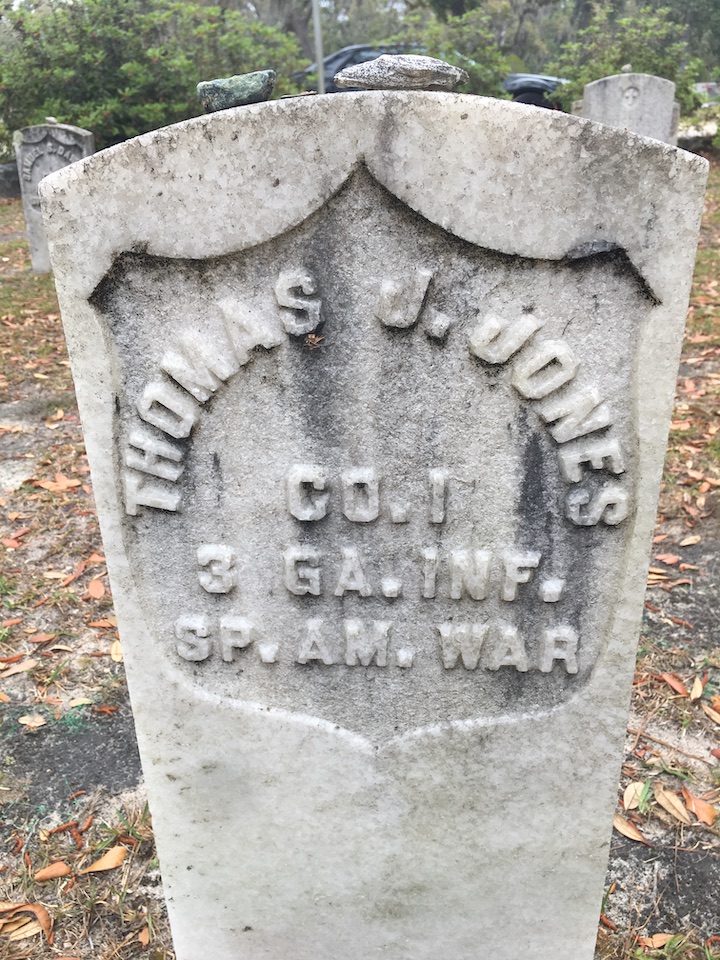 THOMAS J. JONES
CO. I
3 GA. INF.
SP. AM. WAR